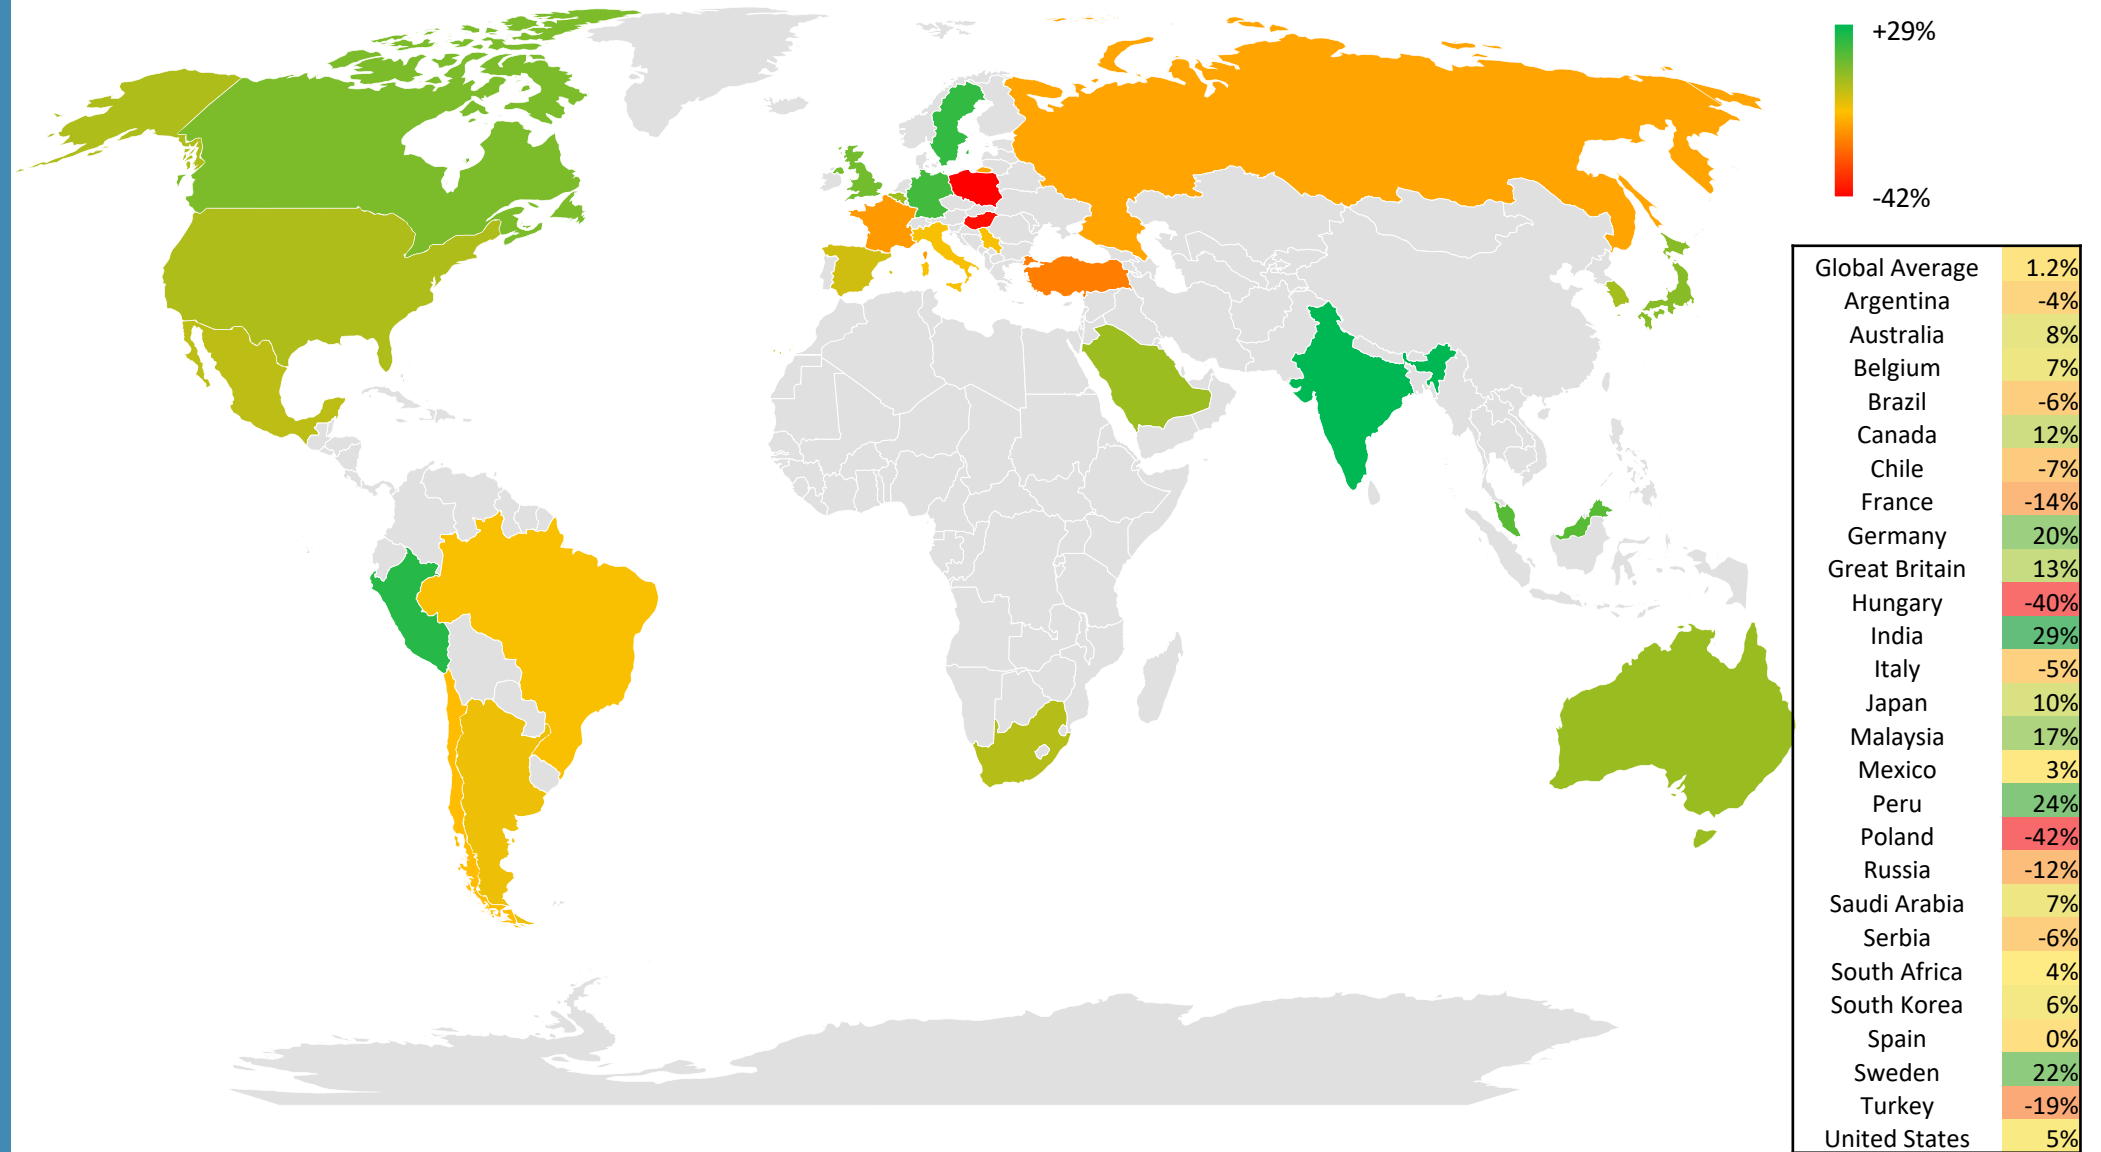 +29%
-42%
Global Average 1.2%
Argentina -4%
Australia 8%
Belgium 7%
Brazil -6%
Canada 12%
Chile -7%
France -14%
Germany 20%
Great Britain 13%
Hungary -40%
India 29%
Italy -5%
Japan 10%
Malaysia 17%
Mexico 3%
Peru 24%
Poland -42%
Russia -12%
Saudi Arabia 7%
Serbia -6%
South Africa 4%
South Korea 6%
Spain 0%
Sweden 22%
Turkey -19%
United States 5%